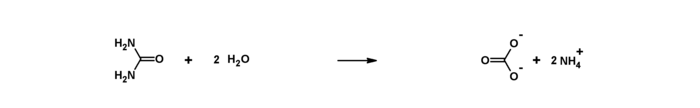 H₂N O⁻
=O + 2 H₂O O= + 2 NH₄⁺
H₂N O⁻